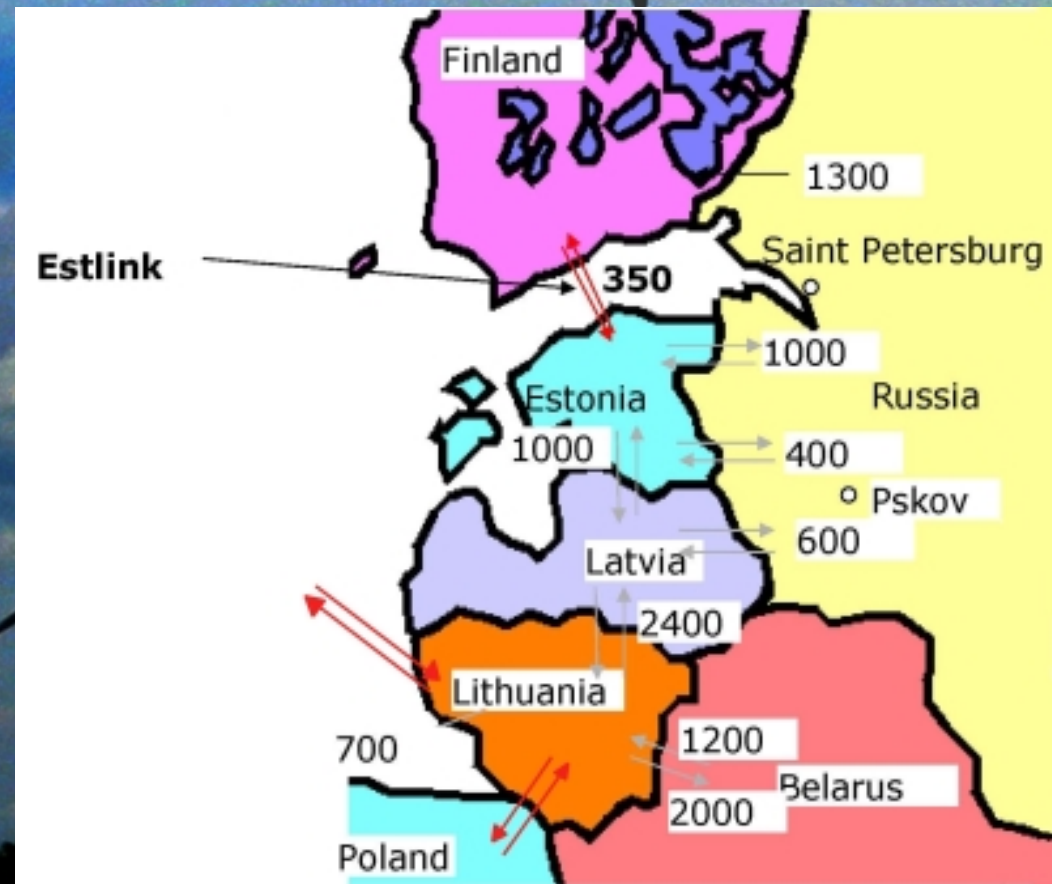 Finland
1300
Saint Petersburg
Estlink
350
1000
Estonia
Russia
1000
400
Pskov
600
Latvia
2400
Lithuania
700
1200
Belarus
2000
Poland